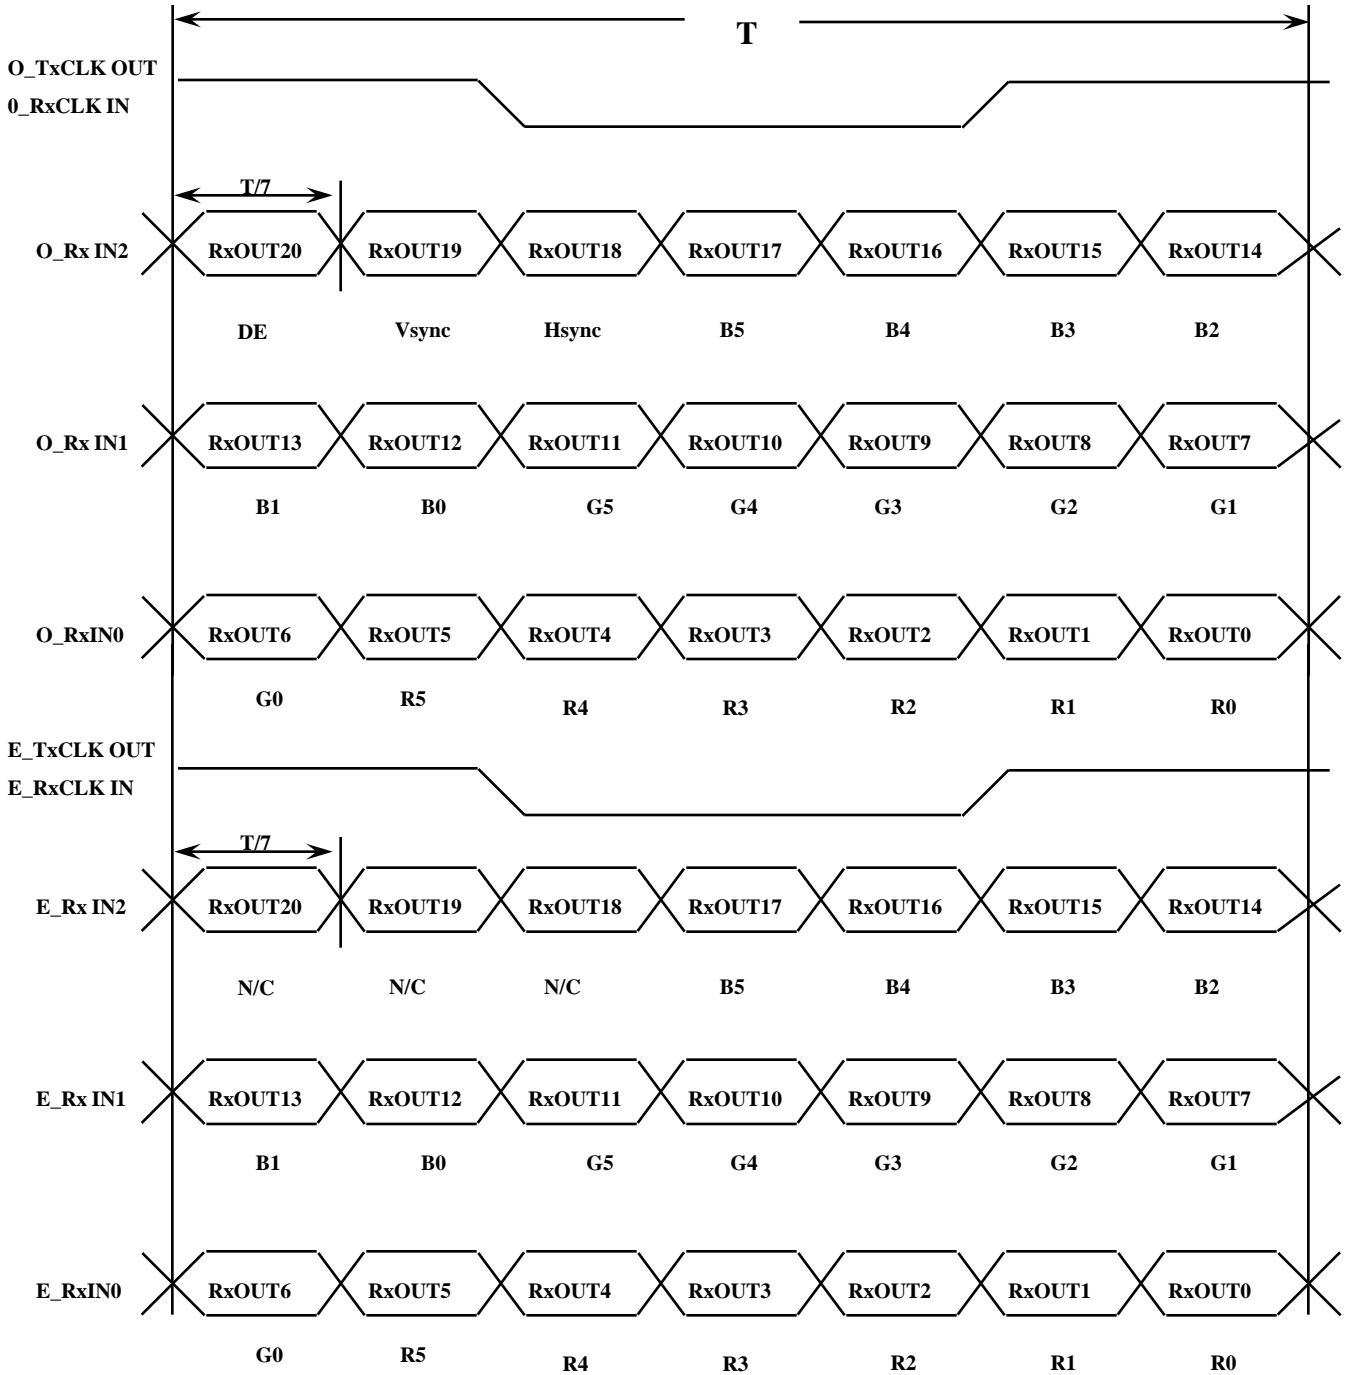 T
O_TxCLK OUT
0_RxCLK IN
T/7
O_Rx IN2 RxOUT20 RxOUT19 RxOUT18 RxOUT17 RxOUT16 RxOUT15 RxOUT14
DE Vsync Hsync B5 B4 B3 B2
O_Rx IN1 RxOUT13 RxOUT12 RxOUT11 RxOUT10 RxOUT9 RxOUT8 RxOUT7
B1 B0 G5 G4 G3 G2 G1
O_RxIN0 RxOUT6 RxOUT5 RxOUT4 RxOUT3 RxOUT2 RxOUT1 RxOUT0
G0 R5 R4 R3 R2 R1 R0
E_TxCLK OUT
E_RxCLK IN
T/7
E_Rx IN2 RxOUT20 RxOUT19 RxOUT18 RxOUT17 RxOUT16 RxOUT15 RxOUT14
N/C N/C N/C B5 B4 B3 B2
E_Rx IN1 RxOUT13 RxOUT12 RxOUT11 RxOUT10 RxOUT9 RxOUT8 RxOUT7
B1 B0 G5 G4 G3 G2 G1
E_RxIN0 RxOUT6 RxOUT5 RxOUT4 RxOUT3 RxOUT2 RxOUT1 RxOUT0
G0 R5 R4 R3 R2 R1 R0